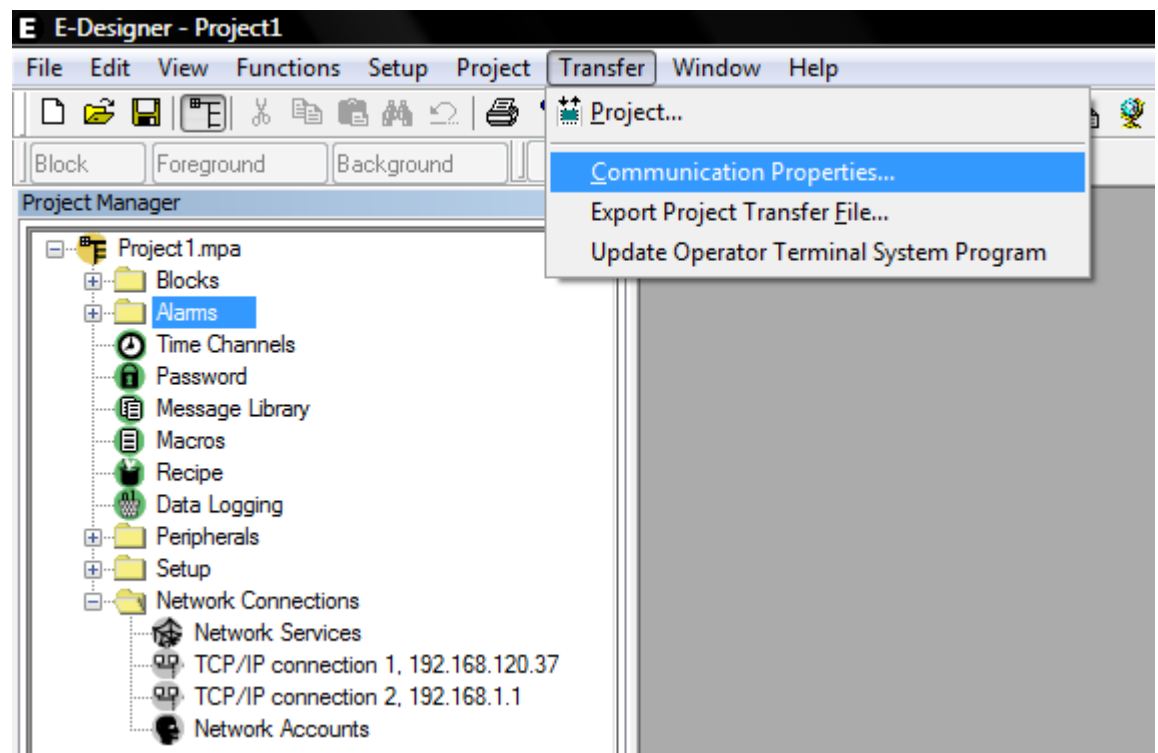 E E-Designer - Project1
File Edit View Functions Setup Project Transfer Window Help
Project...
Block Foreground Background
Communication Properties...
Project Manager
Export Project Transfer File...
Project1.mpa
Update Operator Terminal System Program
Blocks
Alarms
Time Channels
Password
Message Library
Macros
Recipe
Data Logging
Peripherals
Setup
Network Connections
Network Services
TCP/IP connection 1, 192.168.120.37
TCP/IP connection 2, 192.168.1.1
Network Accounts